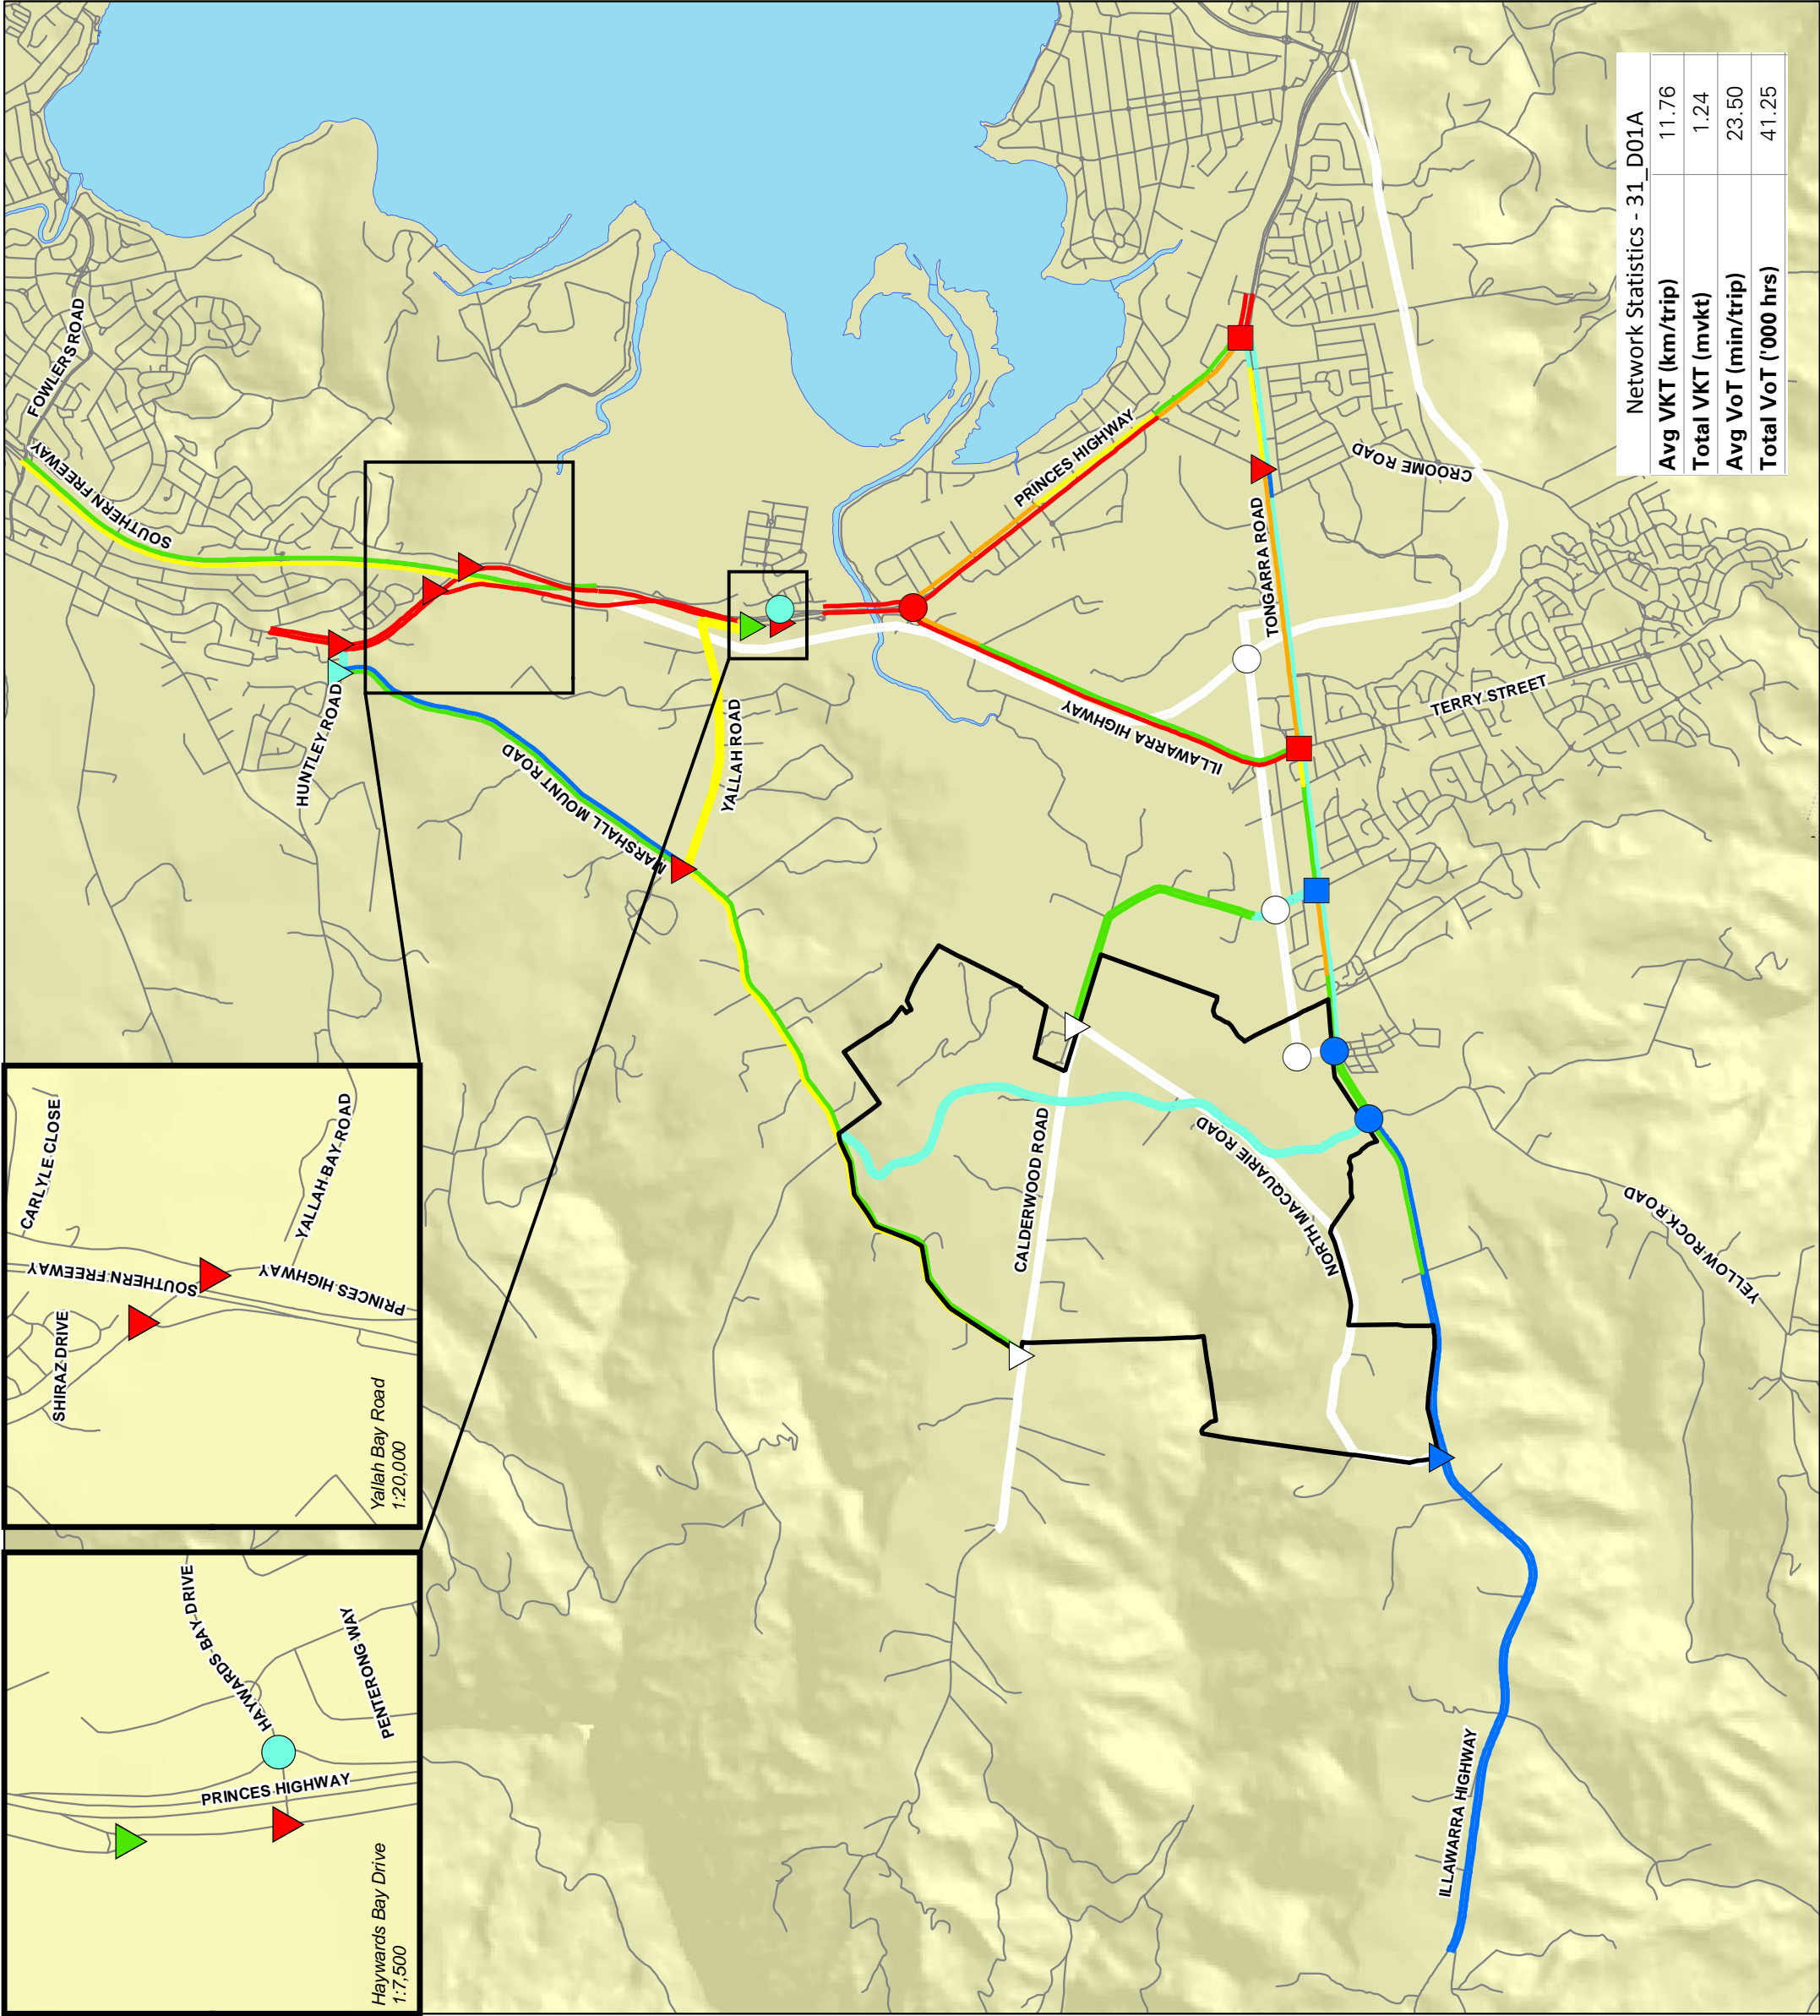 Haywards Bay Drive
1:7,500
HAYWARDS BAY DRIVE
PENTERONG WAY
PRINCES HIGHWAY
Yallah Bay Road
1:20,000
CARLYLE CLOSE
SHIRAZ DRIVE
SOUTHERN FREEWAY
PRINCES HIGHWAY
YALLAH BAY ROAD
FOWLERS ROAD
SOUTHERN FREEWAY
HUNTLEY ROAD
MARSHALL MOUNT ROAD
YALLAH ROAD
PRINCES HIGHWAY
ILLAWARRA HIGHWAY
TONGARRA ROAD
CROOME ROAD
TERRY STREET
CALDERWOOD ROAD
NORTH MACQUARIE ROAD
YELLOW ROCK ROAD
ILLAWARRA HIGHWAY
Network Statistics - 31_D01A
Avg VKT (km/trip) 11.76
Total VKT (mvkt) 1.24
Avg VoT (min/trip) 23.50
Total VoT ('000 hrs) 41.25